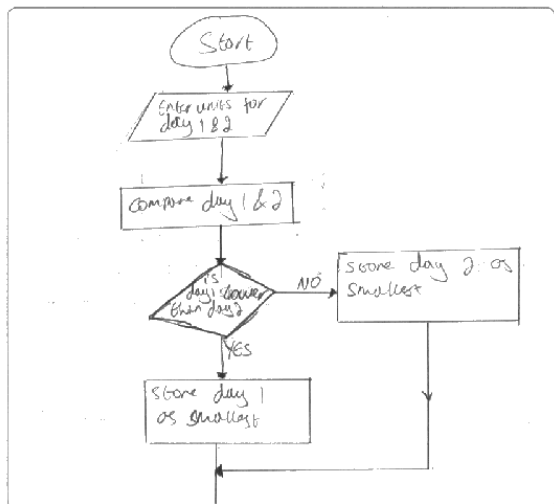 Start
Enter units for
day 1 & 2
compare day 1 & 2
is
day 1 lower
than day 2
NO
store day 2 as
smallest
YES
store day 1
as smallest